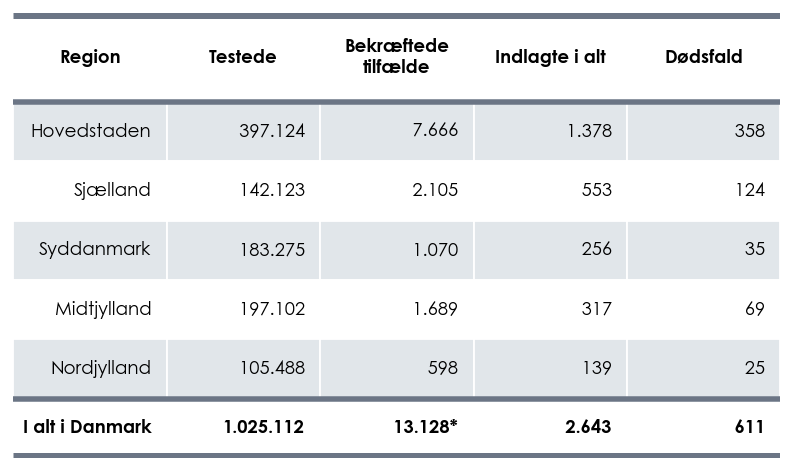 Region Testede Bekræftede tilfælde Indlagte i alt Dødsfald
Hovedstaden 397.124 7.666 1.378 358
Sjælland 142.123 2.105 553 124
Syddanmark 183.275 1.070 256 35
Midtjylland 197.102 1.689 317 69
Nordjylland 105.488 598 139 25
I alt i Danmark 1.025.112 13.128* 2.643 611